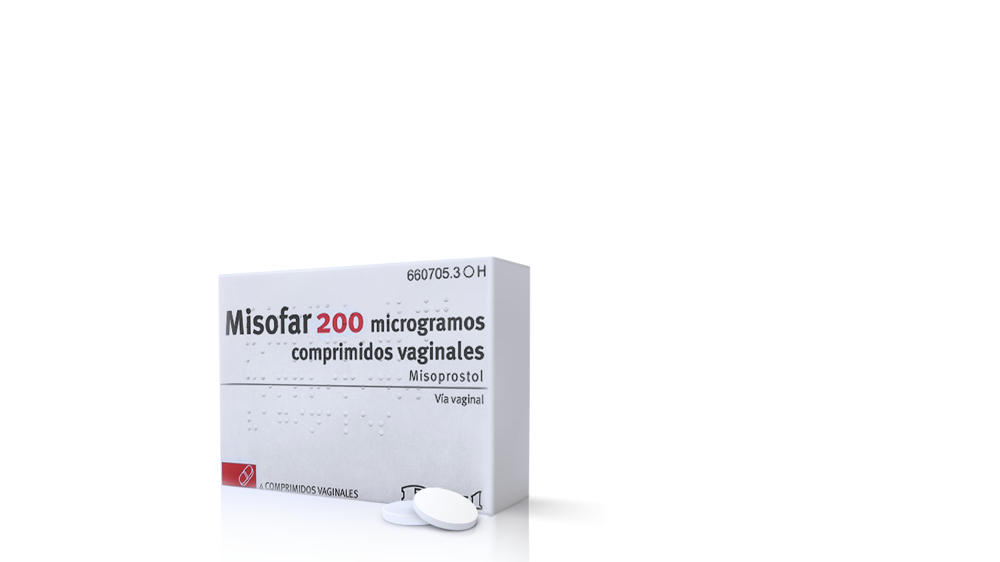 660705.3 O H
Misofar 200 microgramos
comprimidos vaginales
Misoprostol
Vía vaginal
4 COMPRIMIDOS VAGINALES